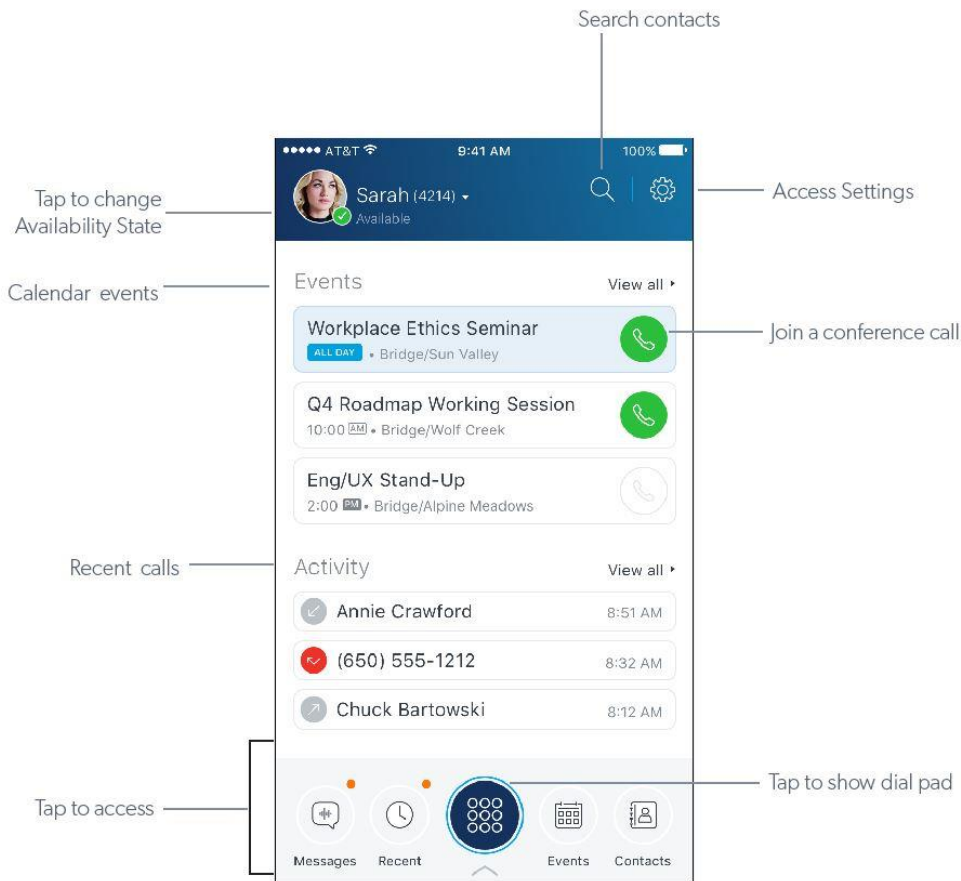 Search contacts
AT&T 9:41 AM 100%
Tap to change
Availability State
Sarah (4214)
Available
Access Settings
Calendar events
Events View all
Workplace Ethics Seminar
ALL DAY • Bridge/Sun Valley
Join a conference call
Q4 Roadmap Working Session
10:00 AM • Bridge/Wolf Creek
Eng/UX Stand-Up
2:00 PM • Bridge/Alpine Meadows
Recent calls
Activity View all
Annie Crawford 8:51 AM
(650) 555-1212 8:32 AM
Chuck Bartowski 8:12 AM
Tap to access
Tap to show dial pad
Messages Recent Events Contacts